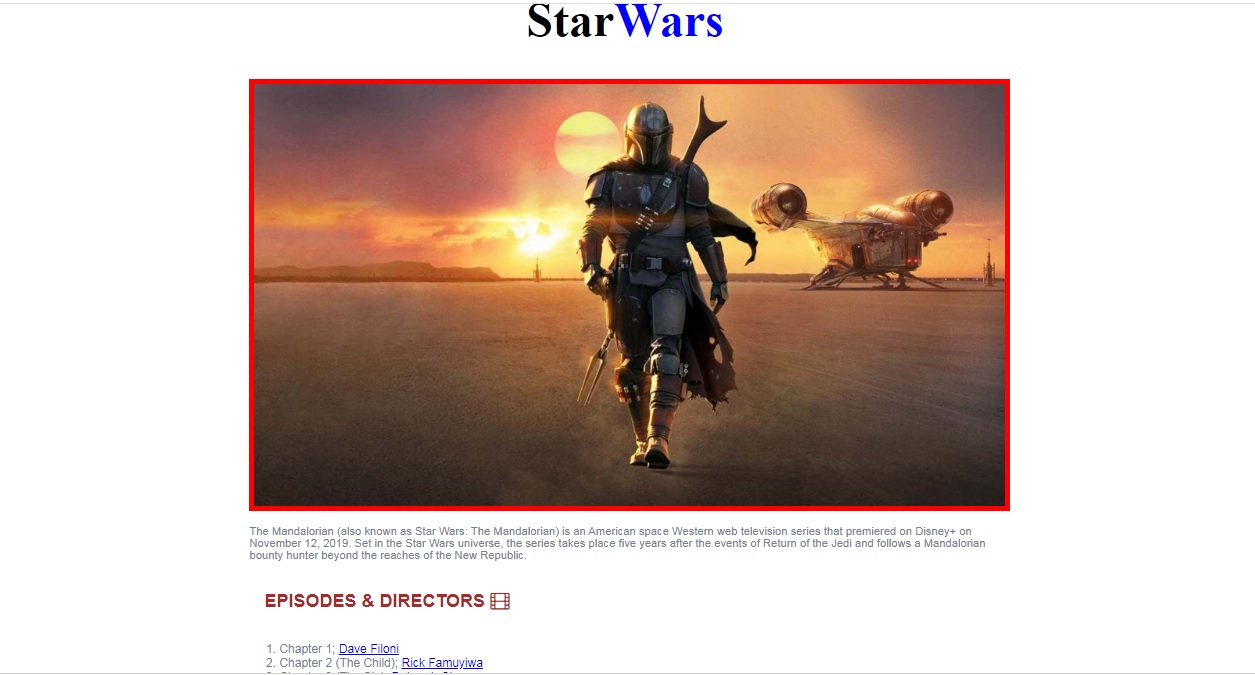 StarWars
The Mandalorian (also known as Star Wars: The Mandalorian) is an American space Western web television series that premiered on Disney+ on
November 12, 2019. Set in the Star Wars universe, the series takes place five years after the events of Return of the Jedi and follows a Mandalorian
bounty hunter beyond the reaches of the New Republic.
EPISODES & DIRECTORS
1. Chapter 1; Dave Filoni
2. Chapter 2 (The Child); Rick Famuyiwa